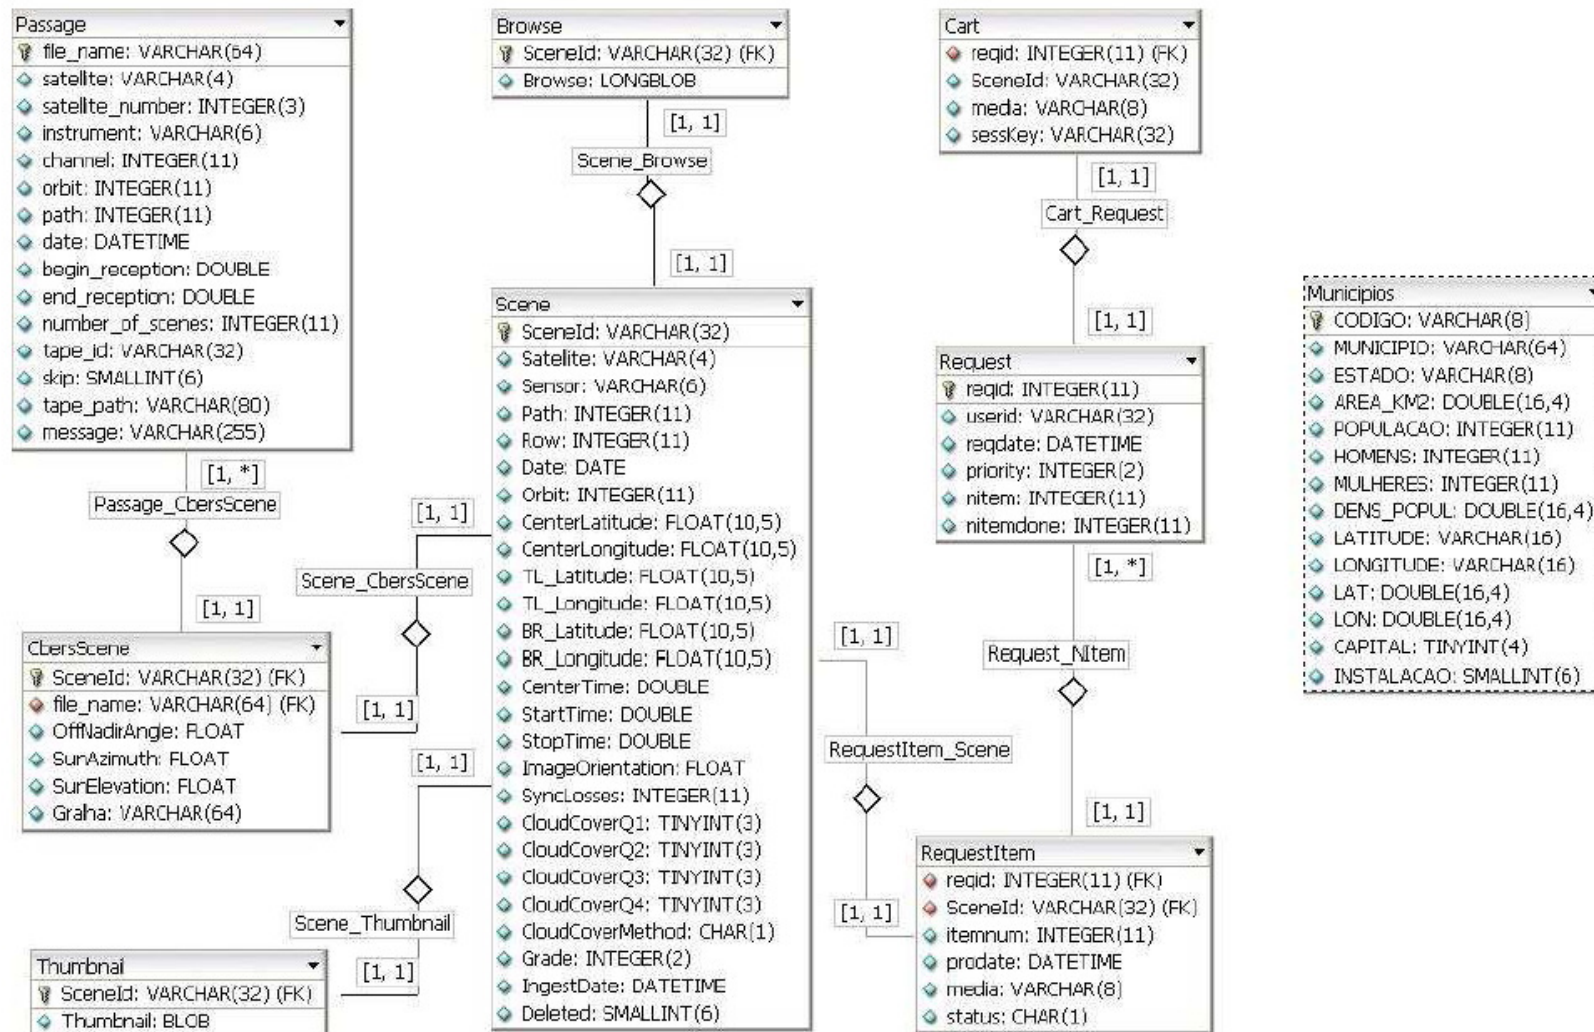 Passage
file_name: VARCHAR(64)
satellite: VARCHAR(4)
satellite_number: INTEGER(3)
instrument: VARCHAR(6)
channel: INTEGER(11)
orbit: INTEGER(11)
path: INTEGER(11)
date: DATETIME
begin_reception: DOUBLE
end_reception: DOUBLE
number_of_scenes: INTEGER(11)
tape_id: VARCHAR(32)
skip: SMALLINT(6)
tape_path: VARCHAR(80)
message: VARCHAR(255)
[1, *]
Passage_CbersScene
[1, 1]
CbersScene
SceneId: VARCHAR(32) (FK)
file_name: VARCHAR(64) (FK)
OffNadirAngle: FLOAT
SunAzimuth: FLOAT
SunElevation: FLOAT
Gralha: VARCHAR(64)
[1, 1]
Scene_CbersScene
[1, 1]
[1, 1]
Scene_Thumbnail
[1, 1]
Thumbnail
SceneId: VARCHAR(32) (FK)
Thumbnail: BLOB
Browse
SceneId: VARCHAR(32) (FK)
Browse: LONGBLOB
[1, 1]
Scene_Browse
[1, 1]
Scene
SceneId: VARCHAR(32)
Satelite: VARCHAR(4)
Sensor: VARCHAR(6)
Path: INTEGER(11)
Row: INTEGER(11)
Date: DATE
Orbit: INTEGER(11)
CenterLatitude: FLOAT(10,5)
CenterLongitude: FLOAT(10,5)
TL_Latitude: FLOAT(10,5)
TL_Longitude: FLOAT(10,5)
BR_Latitude: FLOAT(10,5)
BR_Longitude: FLOAT(10,5)
CenterTime: DOUBLE
StartTime: DOUBLE
StopTime: DOUBLE
ImageOrientation: FLOAT
SyncLosses: INTEGER(11)
CloudCoverQ1: TINYINT(3)
CloudCoverQ2: TINYINT(3)
CloudCoverQ3: TINYINT(3)
CloudCoverQ4: TINYINT(3)
CloudCoverMethod: CHAR(1)
Grade: INTEGER(2)
IngestDate: DATETIME
Deleted: SMALLINT(6)
[1, 1]
RequestItem_Scene
[1, 1]
Cart
reqid: INTEGER(11) (FK)
SceneId: VARCHAR(32)
media: VARCHAR(8)
sessKey: VARCHAR(32)
[1, 1]
Cart_Request
[1, 1]
Request
reqid: INTEGER(11)
userid: VARCHAR(32)
reqdate: DATETIME
priority: INTEGER(2)
nitem: INTEGER(11)
nitemdone: INTEGER(11)
[1, *]
Request_NItem
[1, 1]
RequestItem
reqid: INTEGER(11) (FK)
SceneId: VARCHAR(32) (FK)
itemnum: INTEGER(11)
prodate: DATETIME
media: VARCHAR(8)
status: CHAR(1)
Municipios
CODIGO: VARCHAR(8)
MUNICIPIO: VARCHAR(64)
ESTADO: VARCHAR(8)
AREA_KM2: DOUBLE(16,4)
POPULACAO: INTEGER(11)
HOMENS: INTEGER(11)
MULHERES: INTEGER(11)
DENS_POPUL: DOUBLE(16,4)
LATITUDE: VARCHAR(16)
LONGITUDE: VARCHAR(16)
LAT: DOUBLE(16,4)
LON: DOUBLE(16,4)
CAPITAL: TINYINT(4)
INSTALACAO: SMALLINT(6)